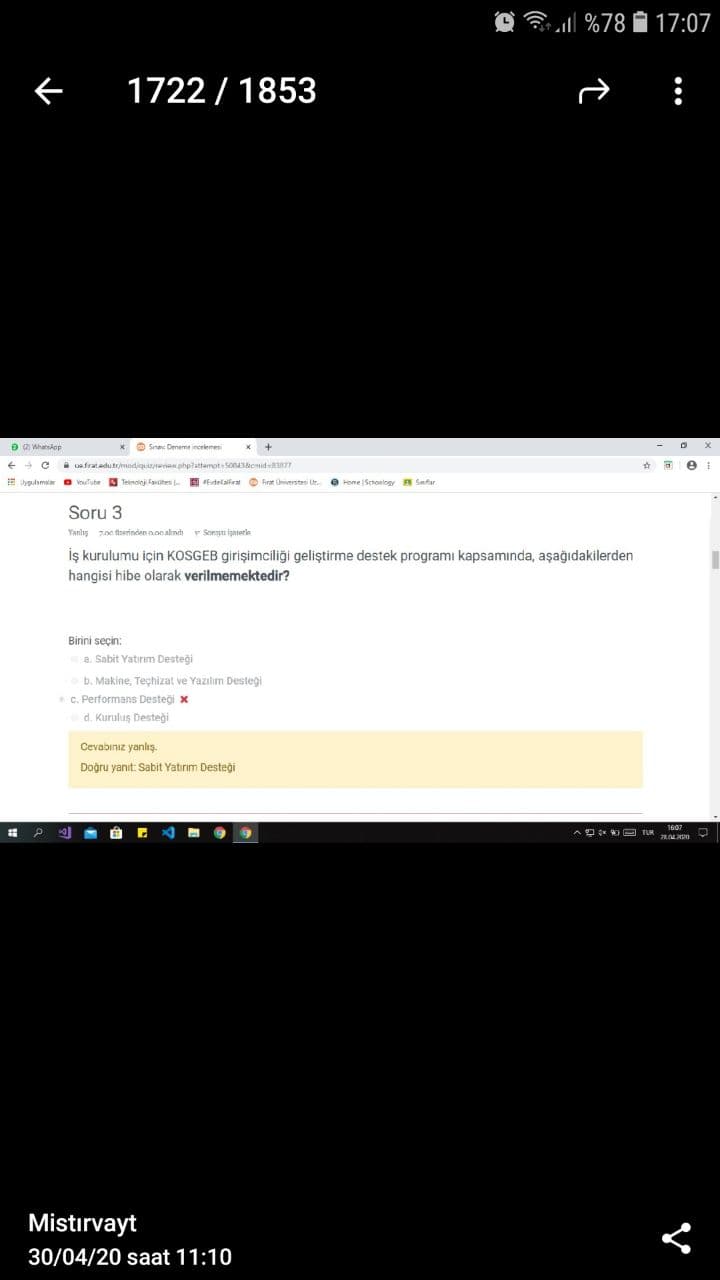 %78 17:07
1722 / 1853
(2) WhatsApp
Sınav: Deneme incelemesi
ue.firat.edu.tr/mod/quiz/review.php?attempt=50843&cmid=83877
Uygulamalar YouTube Teknoloji Fakültesi (... #EvdeKalFırat Fırat Üniversitesi Uz... Home | Schoology Sınıflar
Soru 3
Yanlış 7,00 üzerinden 0,00 alındı Soruyu işaretle
İş kurulumu için KOSGEB girişimciliği geliştirme destek programı kapsamında, aşağıdakilerden
hangisi hibe olarak verilmemektedir?
Birini seçin:
a. Sabit Yatırım Desteği
b. Makine, Teçhizat ve Yazılım Desteği
c. Performans Desteği
d. Kuruluş Desteği
Cevabınız yanlış.
Doğru yanıt: Sabit Yatırım Desteği
TUR
16:07
28.04.2020
Mistırvayt
30/04/20 saat 11:10